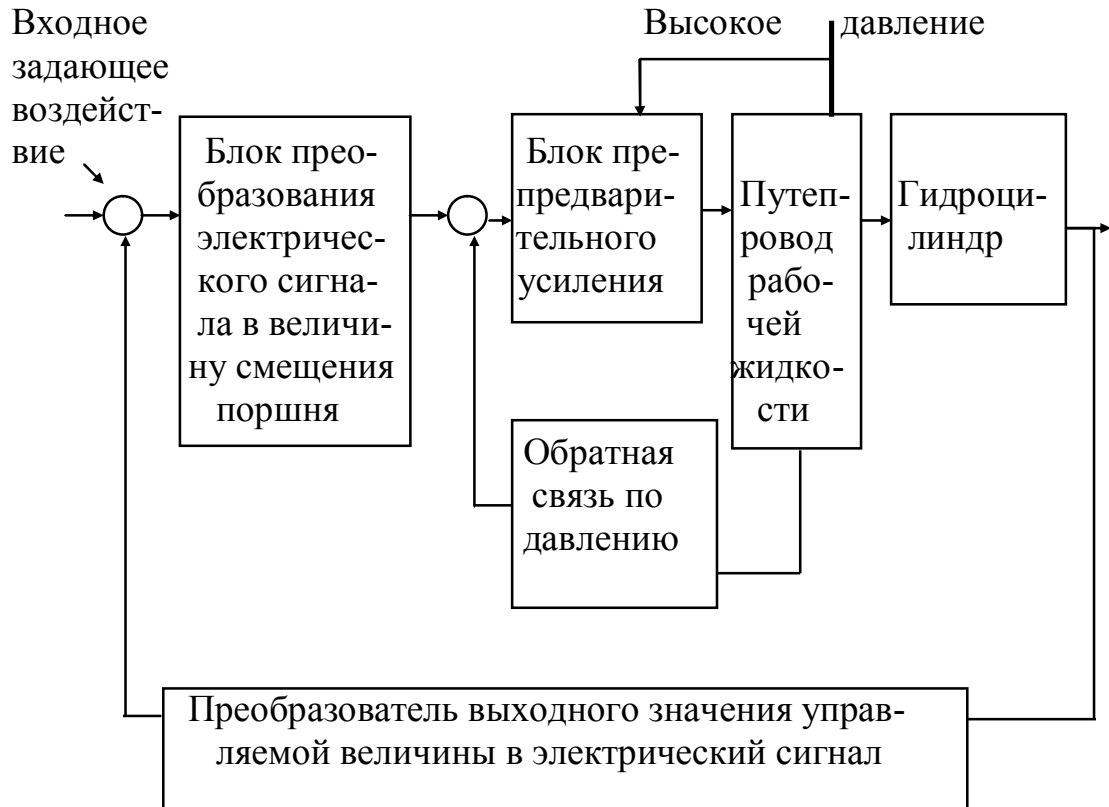 Входное
задающее
воздейст-
вие
Высокое давление
Блок прео-
бразования
электричес-
кого сигна-
ла в величи-
ну смещения
поршня
Блок пре-
предвари-
тельного
усиления
Путеп-
ровод
рабо-
чей
жидко-
сти
Гидроци-
линдр
Обратная
связь по
давлению
Преобразователь выходного значения управ-
ляемой величины в электрический сигнал